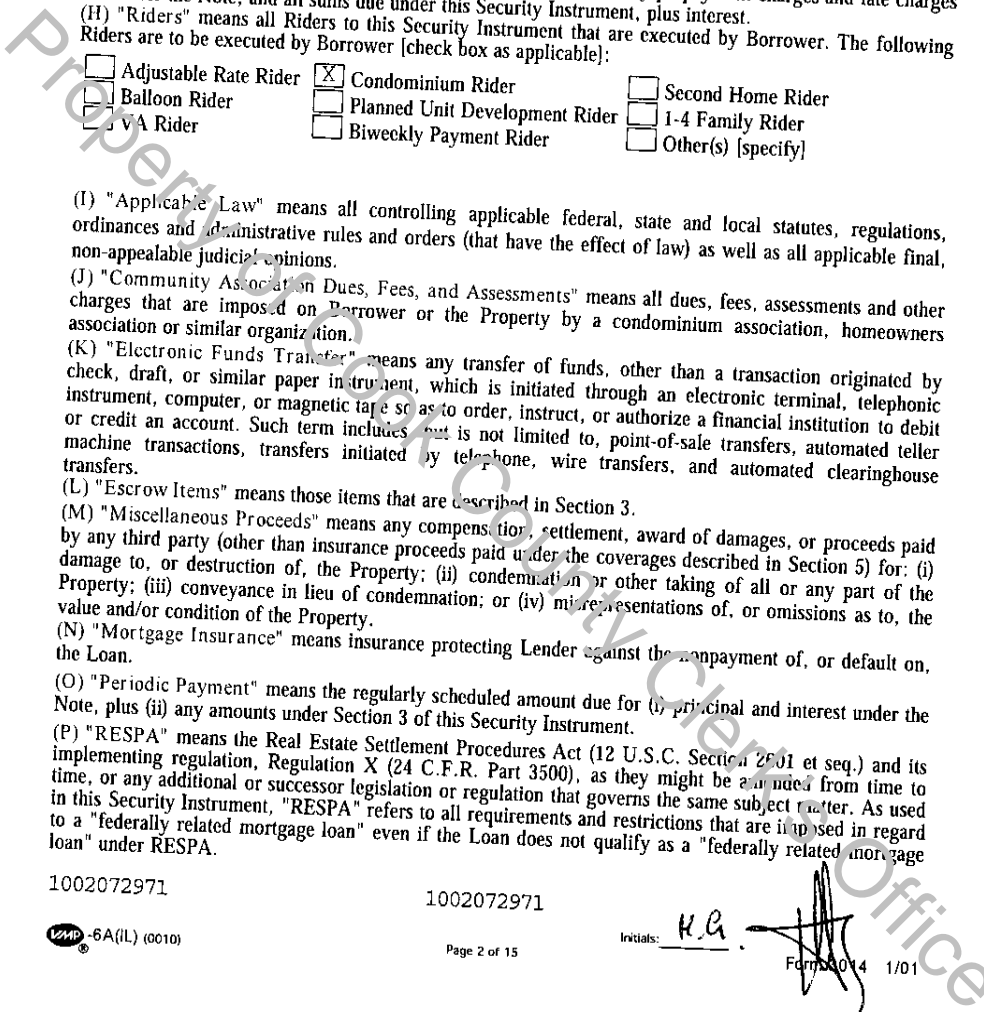 the Note, and all sums due under this Security Instrument, plus interest.
(H) "Riders" means all Riders to this Security Instrument that are executed by Borrower. The following
Riders are to be executed by Borrower [check box as applicable]:
Adjustable Rate Rider X Condominium Rider Second Home Rider
Balloon Rider Planned Unit Development Rider 1-4 Family Rider
VA Rider Biweekly Payment Rider Other(s) [specify]
(I) "Applicable Law" means all controlling applicable federal, state and local statutes, regulations,
ordinances and administrative rules and orders (that have the effect of law) as well as all applicable final,
non-appealable judicial opinions.
(J) "Community Association Dues, Fees, and Assessments" means all dues, fees, assessments and other
charges that are imposed on Borrower or the Property by a condominium association, homeowners
association or similar organization.
(K) "Electronic Funds Transfer" means any transfer of funds, other than a transaction originated by
check, draft, or similar paper instrument, which is initiated through an electronic terminal, telephonic
instrument, computer, or magnetic tape so as to order, instruct, or authorize a financial institution to debit
or credit an account. Such term includes, but is not limited to, point-of-sale transfers, automated teller
machine transactions, transfers initiated by telephone, wire transfers, and automated clearinghouse
transfers.
(L) "Escrow Items" means those items that are described in Section 3.
(M) "Miscellaneous Proceeds" means any compensation, settlement, award of damages, or proceeds paid
by any third party (other than insurance proceeds paid under the coverages described in Section 5) for: (i)
damage to, or destruction of, the Property; (ii) condemnation or other taking of all or any part of the
Property; (iii) conveyance in lieu of condemnation; or (iv) misrepresentations of, or omissions as to, the
value and/or condition of the Property.
(N) "Mortgage Insurance" means insurance protecting Lender against the nonpayment of, or default on,
the Loan.
(O) "Periodic Payment" means the regularly scheduled amount due for (i) principal and interest under the
Note, plus (ii) any amounts under Section 3 of this Security Instrument.
(P) "RESPA" means the Real Estate Settlement Procedures Act (12 U.S.C. Section 2601 et seq.) and its
implementing regulation, Regulation X (24 C.F.R. Part 3500), as they might be amended from time to
time, or any additional or successor legislation or regulation that governs the same subject matter. As used
in this Security Instrument, "RESPA" refers to all requirements and restrictions that are imposed in regard
to a "federally related mortgage loan" even if the Loan does not qualify as a "federally related mortgage
loan" under RESPA.
1002072971 1002072971
VMP® -6A(IL) (0010) Page 2 of 15 Initials: K.G.
Form 3014 1/01
Property of Cook County Clerk's Office